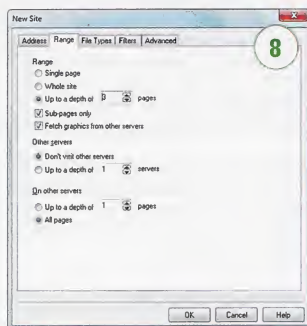 New Site
Address Range File Types Filters Advanced
8
Range
Single page
Whole site
Up to a depth of pages
Sub-pages only
Fetch graphics from other servers
Other servers
Don't visit other servers
Up to a depth of 1 servers
On other servers
Up to a depth of 1 pages
All pages
OK Cancel Help